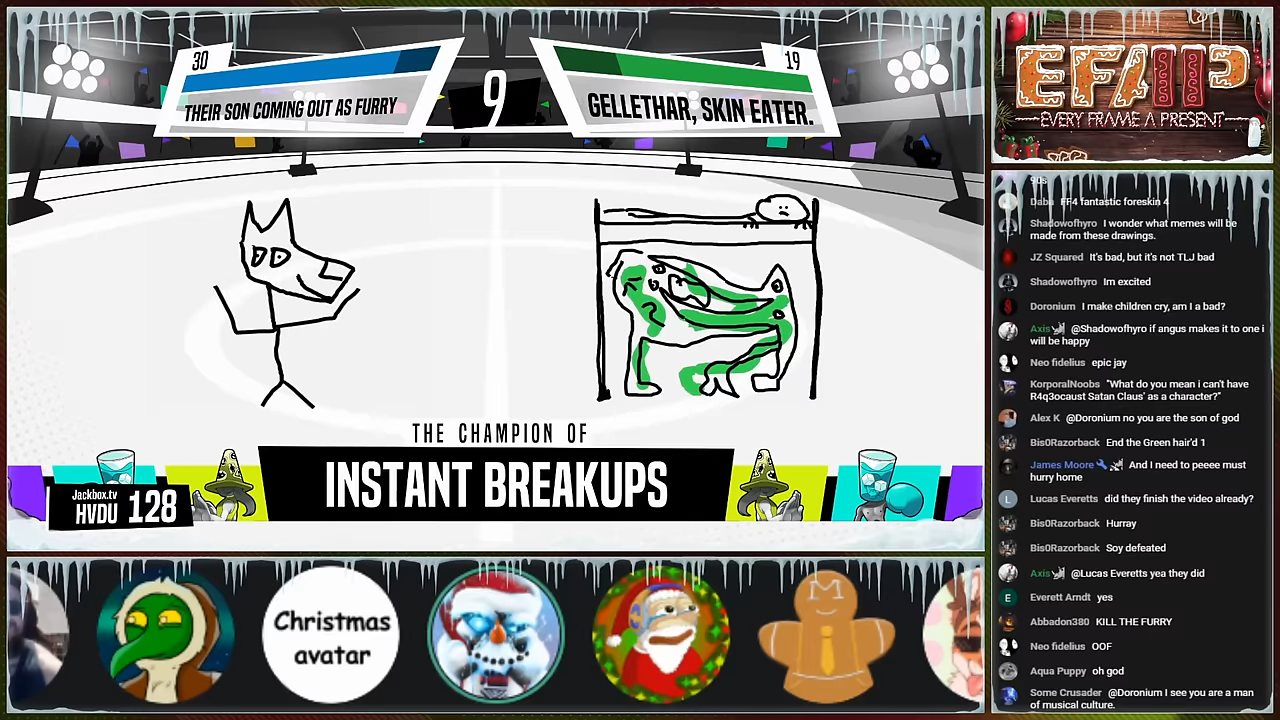 30
THEIR SON COMING OUT AS FURRY
9
19
GELLETHAR, SKIN EATER.
THE CHAMPION OF
INSTANT BREAKUPS
Jackbox.tv
HVDU
128
EFAP
EVERY FRAME A PRESENT
Christmas
avatar
M
90s
Daba FF4 fantastic foreskin 4
Shadowofhyro I wonder what memes will be
made from these drawings.
JZ Squared It's bad, but it's not TLJ bad
Shadowofhyro Im excited
Doronium I make children cry, am I a bad?
Axis @Shadowofhyro if angus makes it to one i
will be happy
Neo fidelius epic jay
KorporalNoobs "What do you mean i can't have
R4q3ocaust Satan Claus' as a character?"
Alex K @Doronium no you are the son of god
Bis0Razorback End the Green hair'd 1
James Moore And I need to peeee must
hurry home
Lucas Everetts did they finish the video already?
Bis0Razorback Hurray
Bis0Razorback Soy defeated
Axis @Lucas Everetts yea they did
E
Everett Arndt yes
Abbadon380 KILL THE FURRY
Neo fidelius OOF
Aqua Puppy oh god
Some Crusader @Doronium I see you are a man
of musical culture.